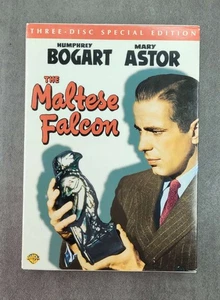 THREE-DISC SPECIAL EDITION
HUMPHREY MARY
BOGART ASTOR
THE
Maltese
Falcon